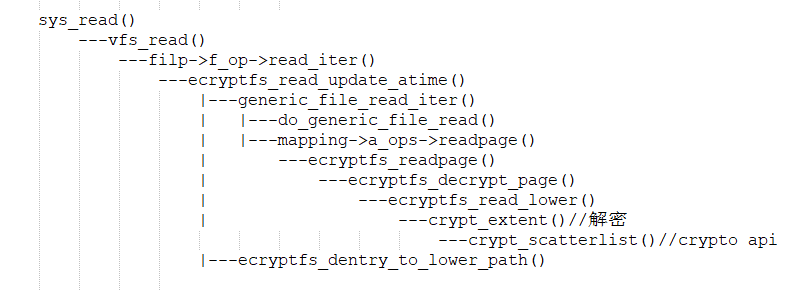 sys_read()
---vfs_read()
---filp->f_op->read_iter()
---ecryptfs_read_update_atime()
|---generic_file_read_iter()
| |---do_generic_file_read()
| |---mapping->a_ops->readpage()
| ---ecryptfs_readpage()
| ---ecryptfs_decrypt_page()
| ---ecryptfs_read_lower()
| ---crypt_extent()//解密
---crypt_scatterlist()//crypto api
|---ecryptfs_dentry_to_lower_path()